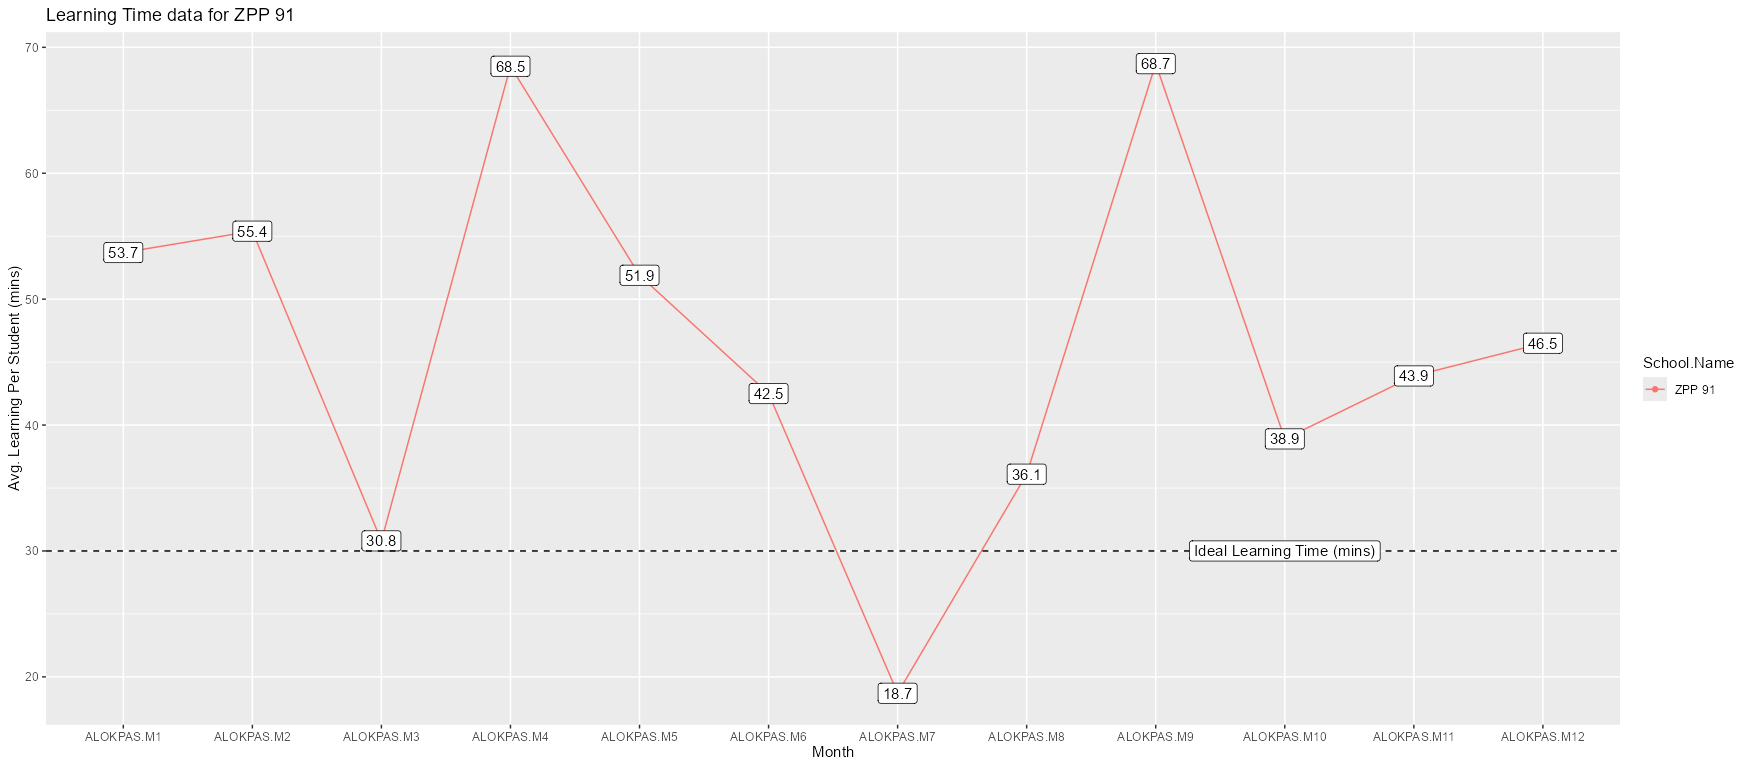 Learning Time data for ZPP 91
Avg. Learning Per Student (mins)
70
60
50
40
30
20
53.7
55.4
30.8
68.5
51.9
42.5
18.7
36.1
68.7
38.9
43.9
46.5
Ideal Learning Time (mins)
ALOKPAS.M1 ALOKPAS.M2 ALOKPAS.M3 ALOKPAS.M4 ALOKPAS.M5 ALOKPAS.M6 ALOKPAS.M7 ALOKPAS.M8 ALOKPAS.M9 ALOKPAS.M10 ALOKPAS.M11 ALOKPAS.M12
Month
School.Name
ZPP 91